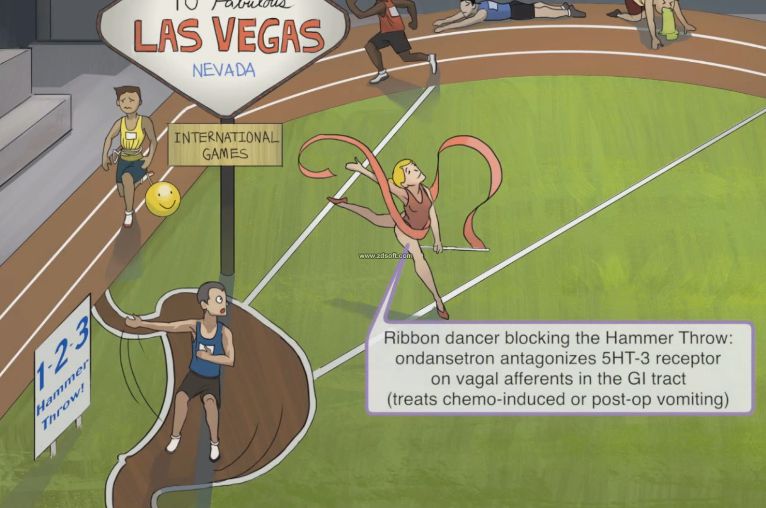 To Fabulous
LAS VEGAS
NEVADA
INTERNATIONAL
GAMES
www.zdsoft.com
1-2-3
Hammer
Throw!
Ribbon dancer blocking the Hammer Throw:
ondansetron antagonizes 5HT-3 receptor
on vagal afferents in the GI tract
(treats chemo-induced or post-op vomiting)